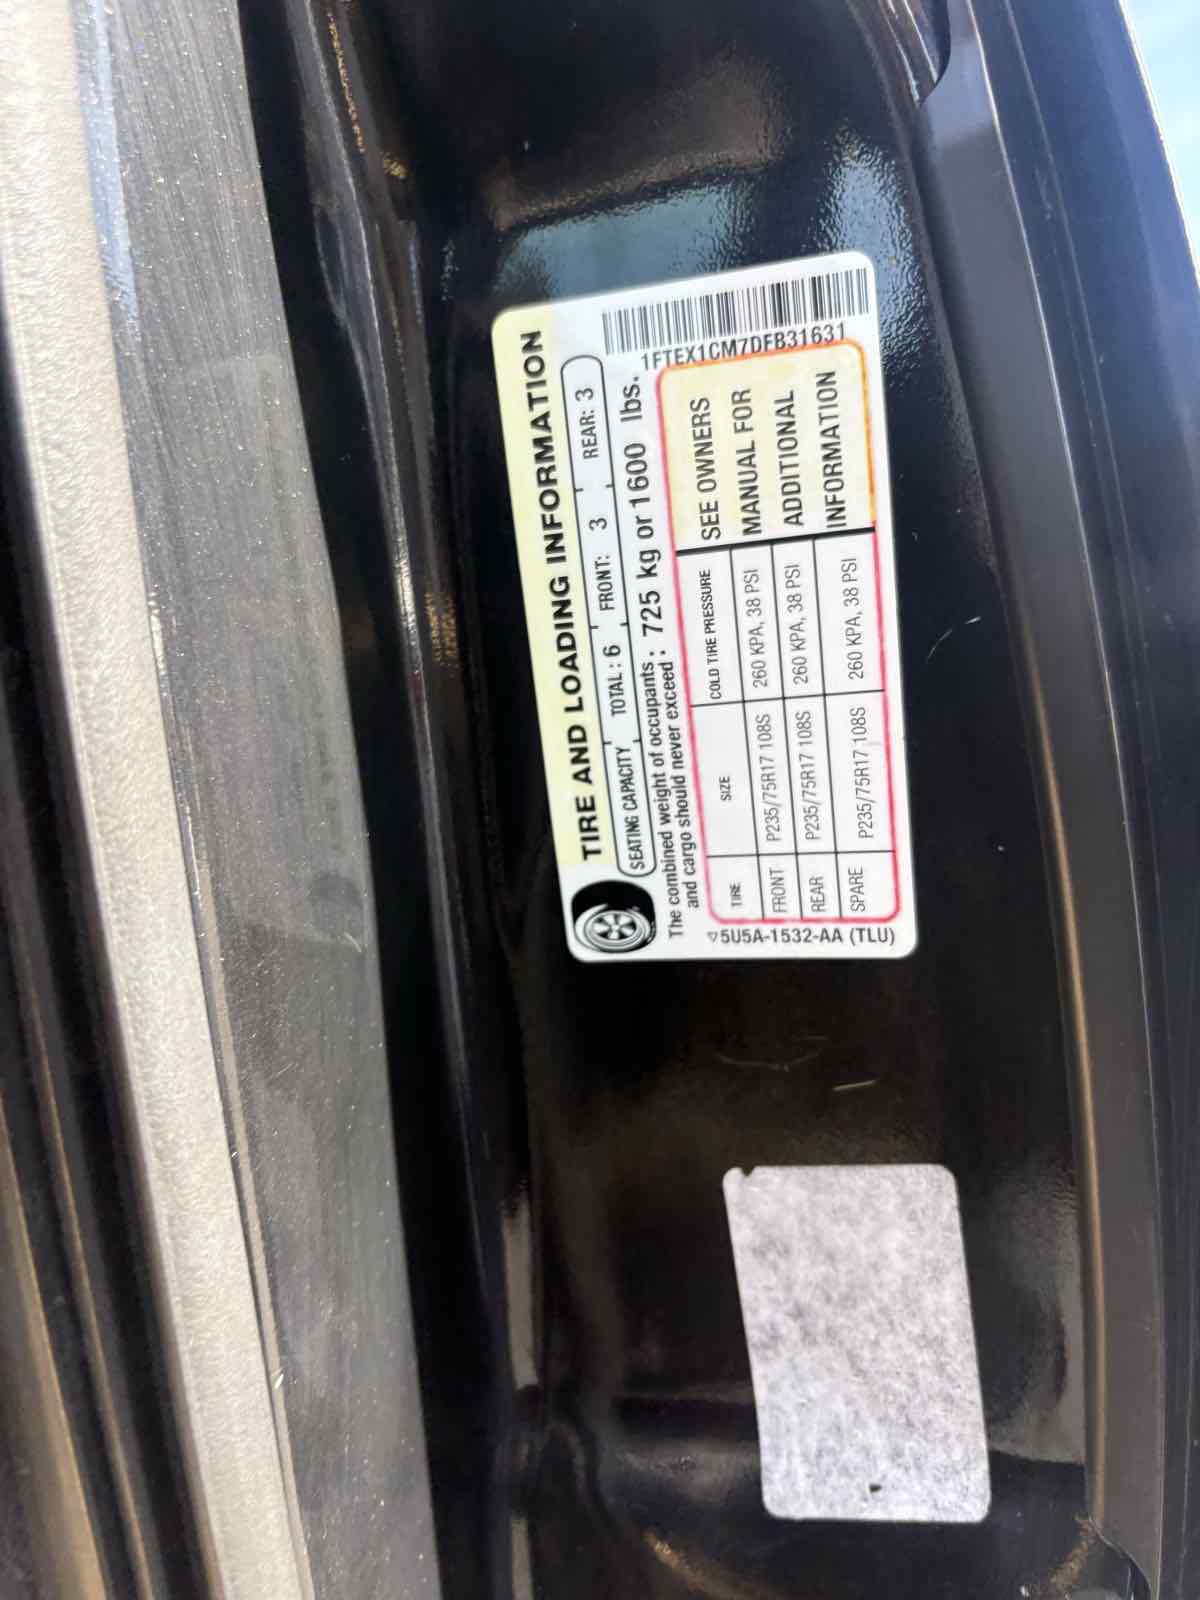 TIRE AND LOADING INFORMATION
SEATING CAPACITY TOTAL : 6 FRONT: 3 REAR: 3
The combined weight of occupants and cargo should never exceed : 725 kg or 1600 lbs.
1FTEX1CM7DFB31631
TIRE SIZE COLD TIRE PRESSURE
FRONT P235/75R17 108S 260 KPA, 38 PSI
REAR P235/75R17 108S 260 KPA, 38 PSI
SPARE P235/75R17 108S 260 KPA, 38 PSI
SEE OWNERS
MANUAL FOR
ADDITIONAL
INFORMATION
▽5U5A-1532-AA (TLU)